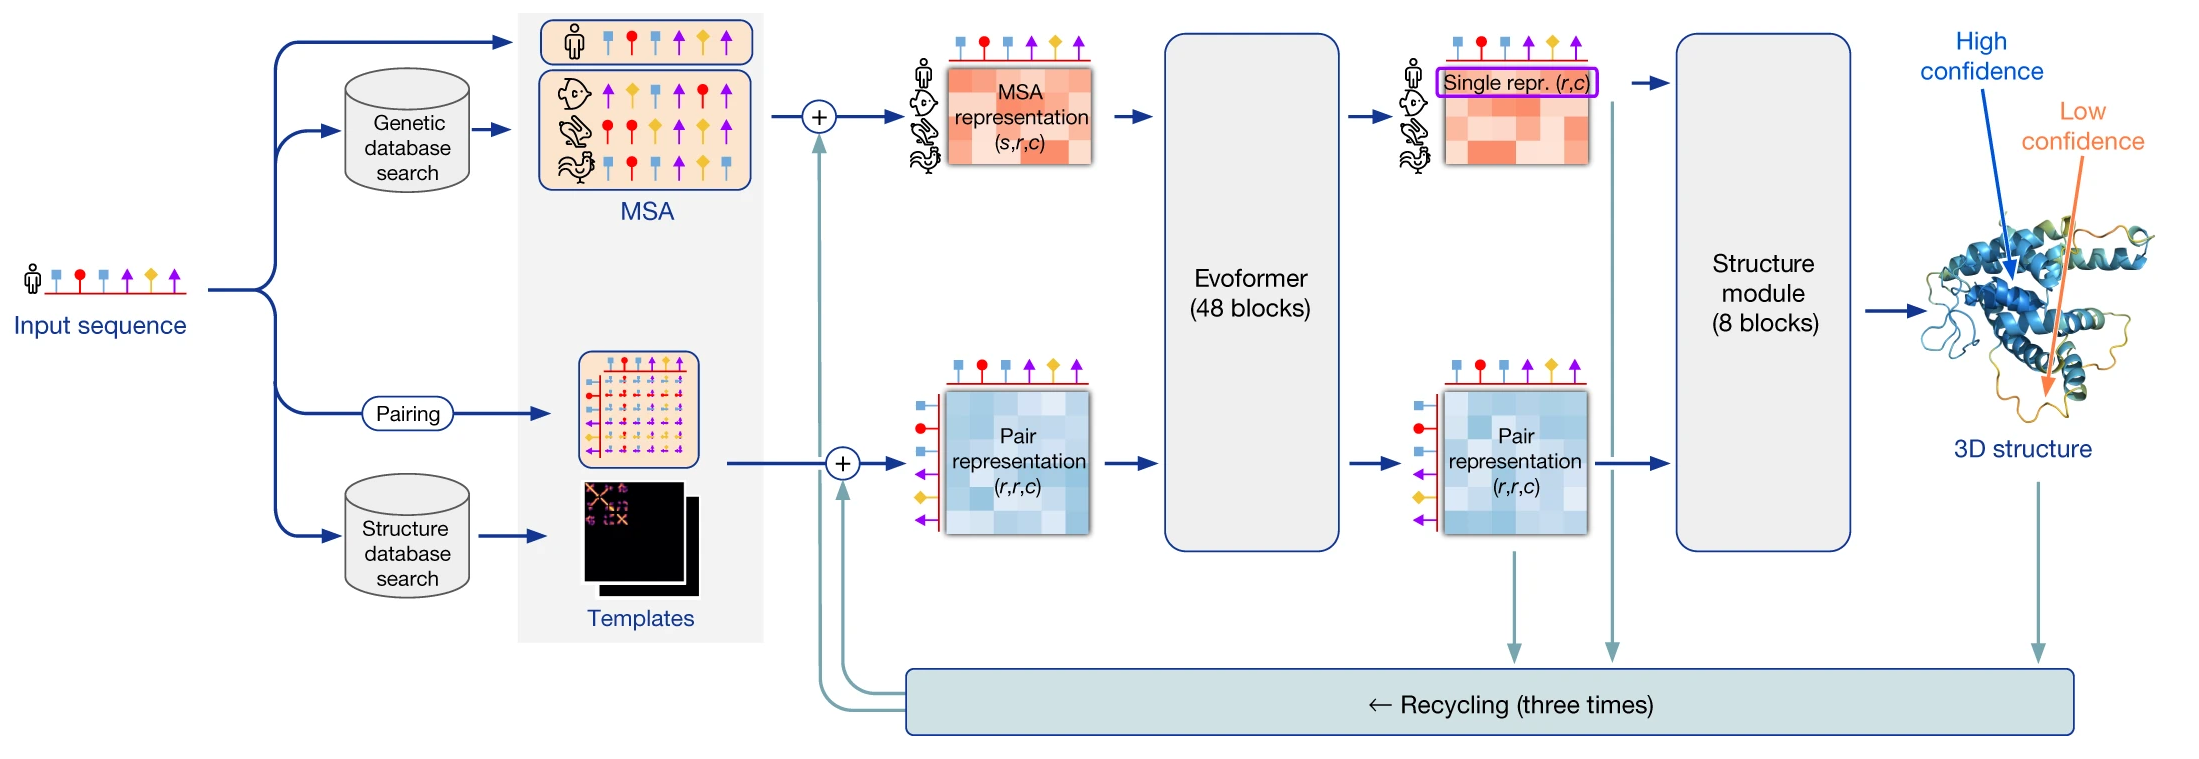 Input sequence
Genetic
database
search
Pairing
Structure
database
search
MSA
Templates
+
+
MSA
representation
(s,r,c)
Pair
representation
(r,r,c)
Evoformer
(48 blocks)
Single repr. (r,c)
Pair
representation
(r,r,c)
Structure
module
(8 blocks)
High
confidence
Low
confidence
3D structure
← Recycling (three times)